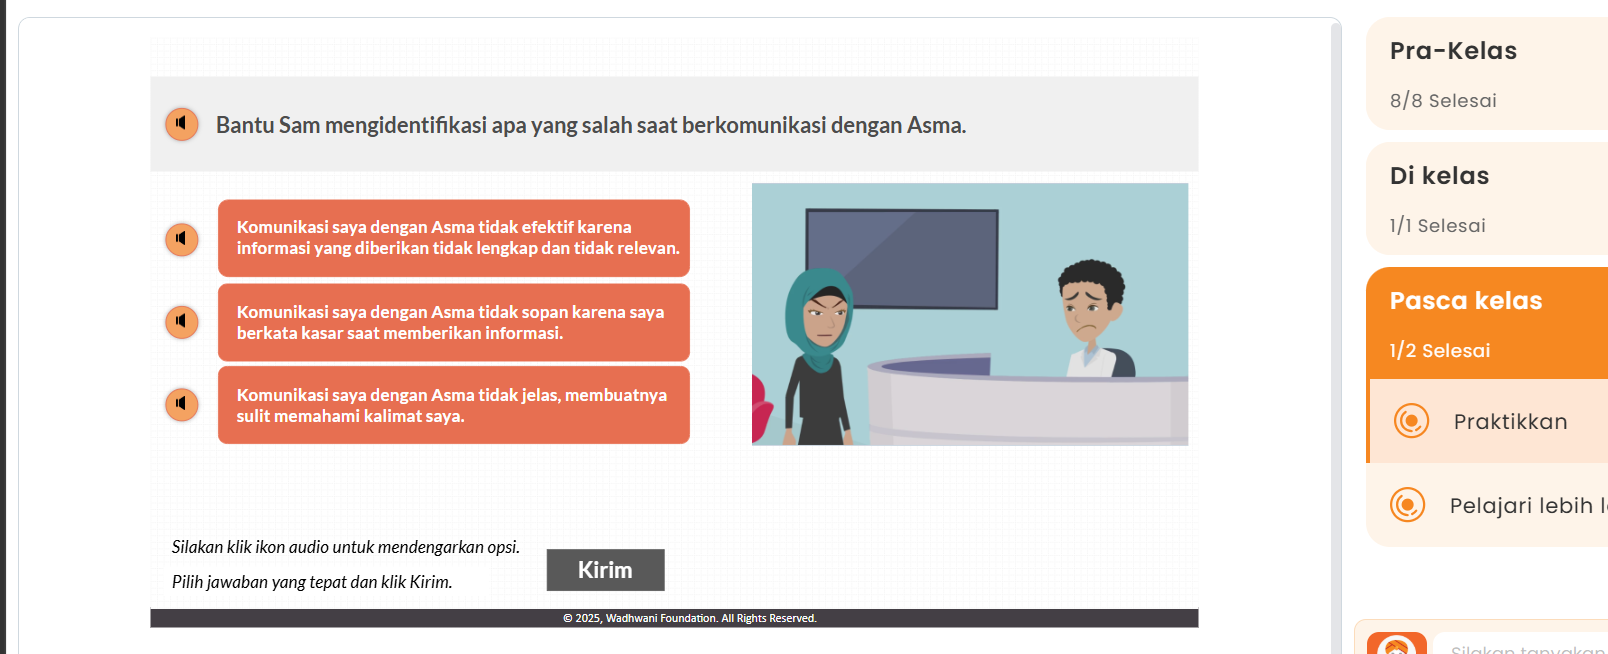 Bantu Sam mengidentifikasi apa yang salah saat berkomunikasi dengan Asma.
Komunikasi saya dengan Asma tidak efektif karena
informasi yang diberikan tidak lengkap dan tidak relevan.
Komunikasi saya dengan Asma tidak sopan karena saya
berkata kasar saat memberikan informasi.
Komunikasi saya dengan Asma tidak jelas, membuatnya
sulit memahami kalimat saya.
Silakan klik ikon audio untuk mendengarkan opsi.
Pilih jawaban yang tepat dan klik Kirim.
Kirim
© 2025, Wadhwani Foundation. All Rights Reserved.
Pra-Kelas
8/8 Selesai
Di kelas
1/1 Selesai
Pasca kelas
1/2 Selesai
Praktikkan
Pelajari lebih
Silakan tanyakan